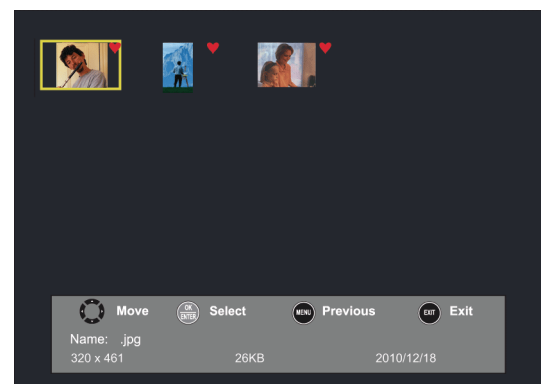 Move OK ENTER Select MENU Previous EXIT Exit
Name: .jpg
320 x 461 26KB 2010/12/18